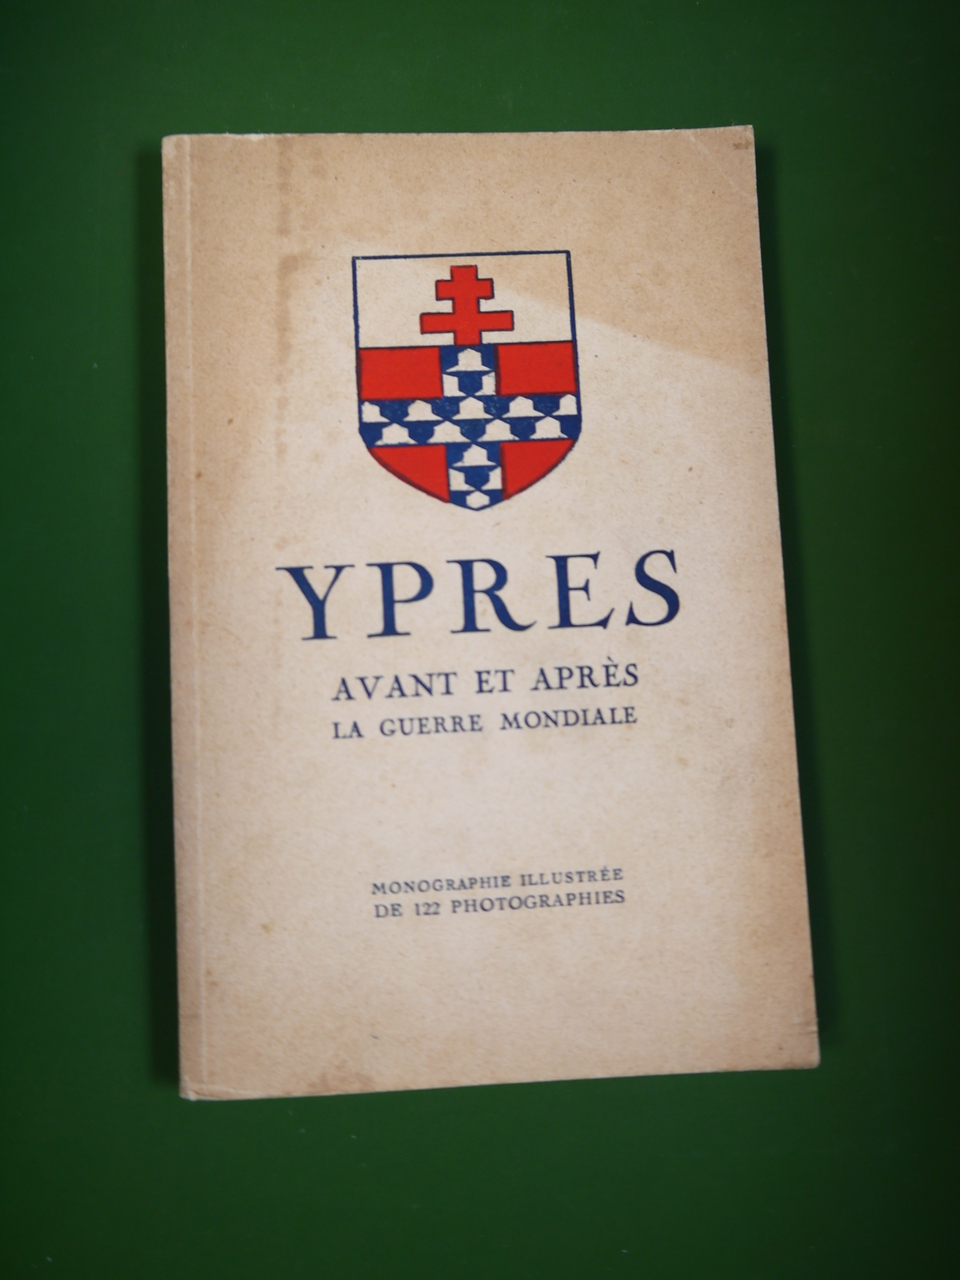 YPRES
AVANT ET APRÈS
LA GUERRE MONDIALE
MONOGRAPHIE ILLUSTRÉE
DE 122 PHOTOGRAPHIES